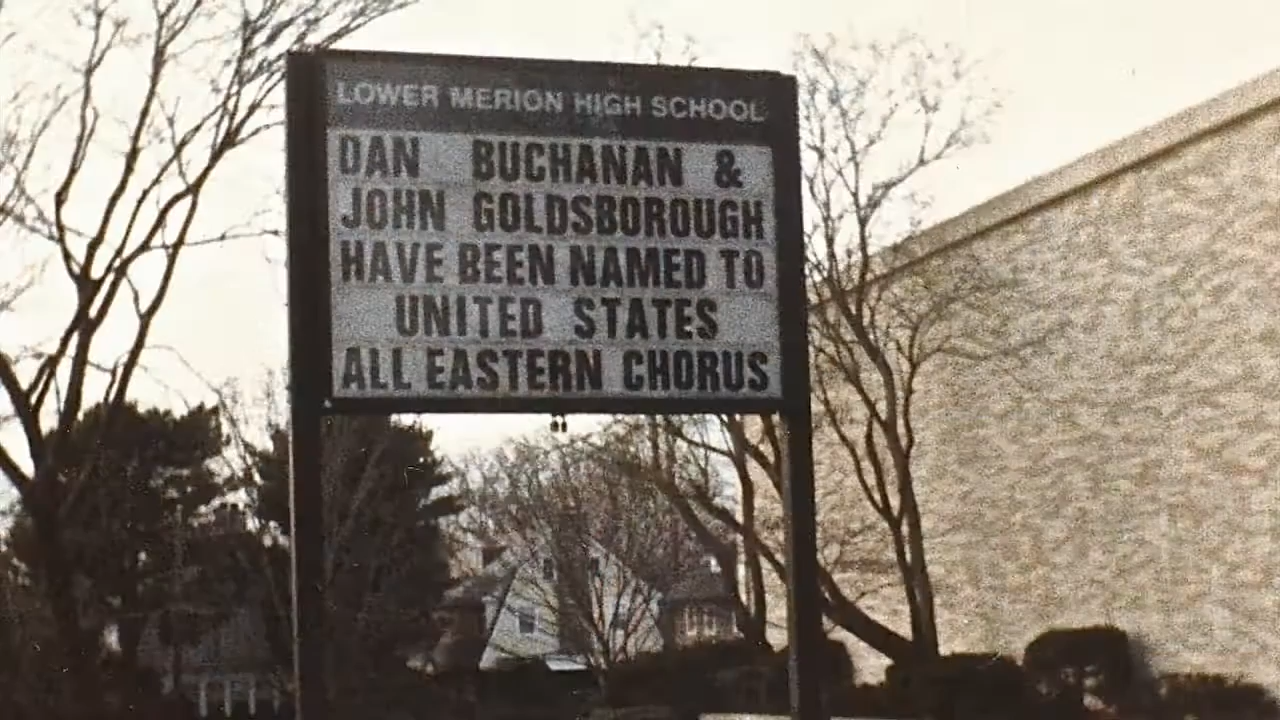 LOWER MERION HIGH SCHOOL
DAN BUCHANAN &
JOHN GOLDSBOROUGH
HAVE BEEN NAMED TO
UNITED STATES
ALL EASTERN CHORUS